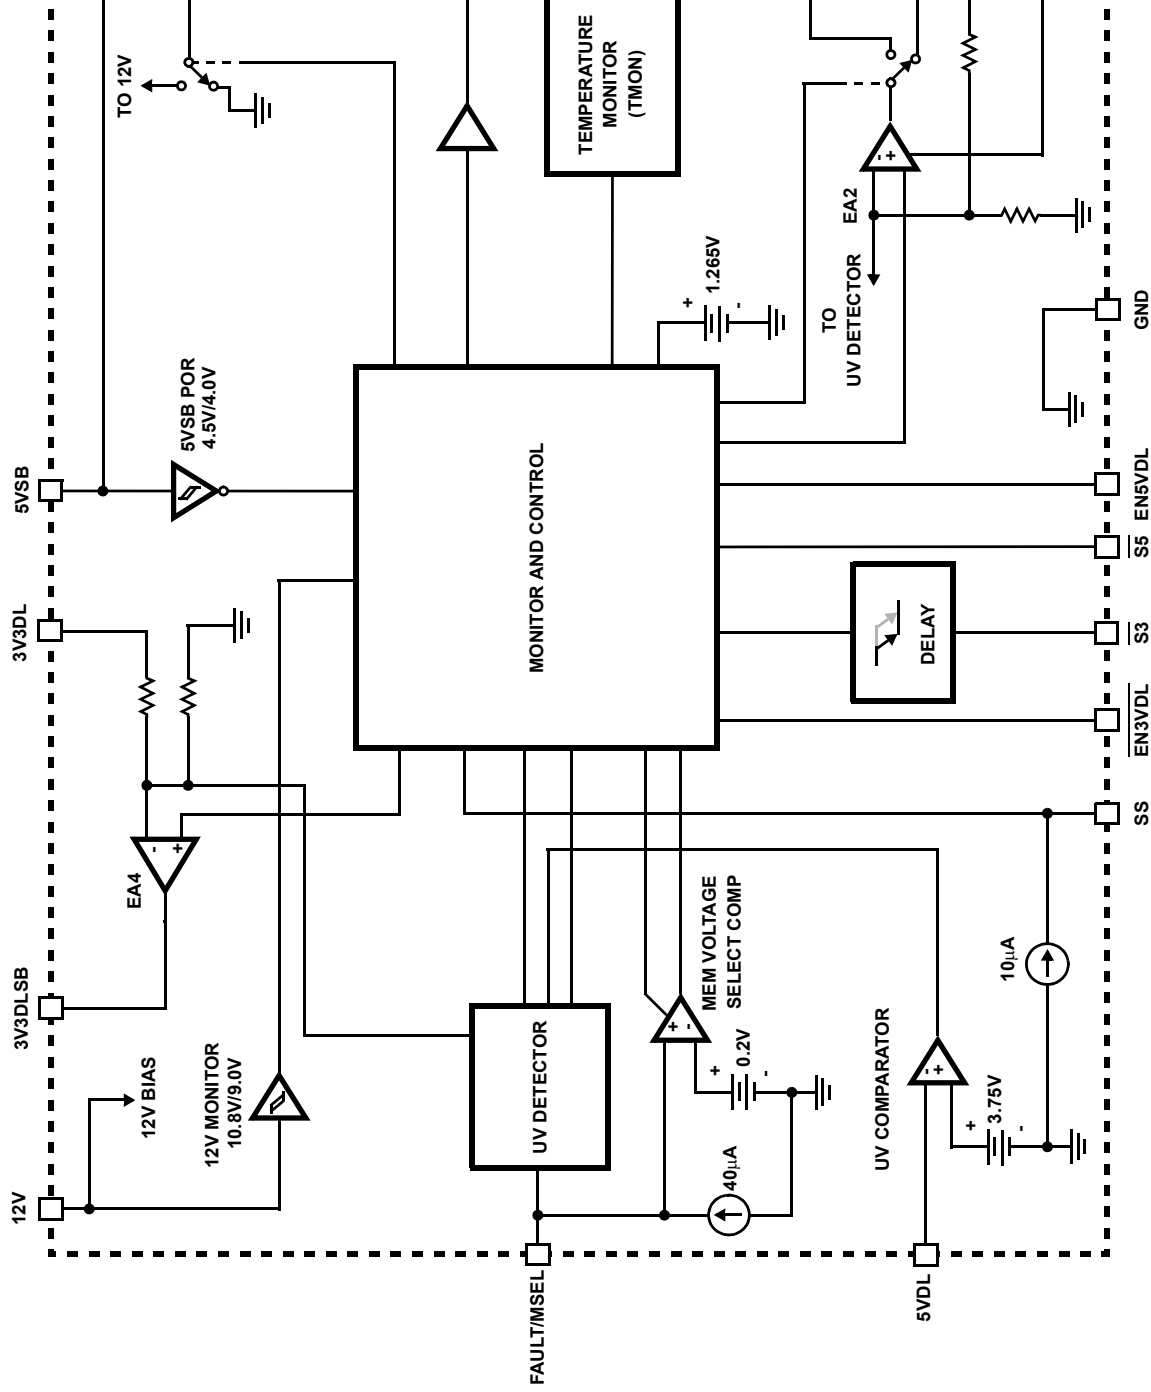 TO 12V
TEMPERATURE
MONITOR
(TMON)
- +
EA2
TO
UV DETECTOR
+ 1.265V -
GND
5VSB
5VSB POR
4.5V/4.0V
MONITOR AND CONTROL
EN5VDL
S5
3V3DL
DELAY
S3
EN3VDL
SS
- +
EA4
3V3DLSB
12V BIAS
12V MONITOR
10.8V/9.0V
12V
UV DETECTOR
MEM VOLTAGE
SELECT COMP
+ -
+ 0.2V -
40µA
10µA
UV COMPARATOR
- +
+ 3.75V -
FAULT/MSEL
5VDL